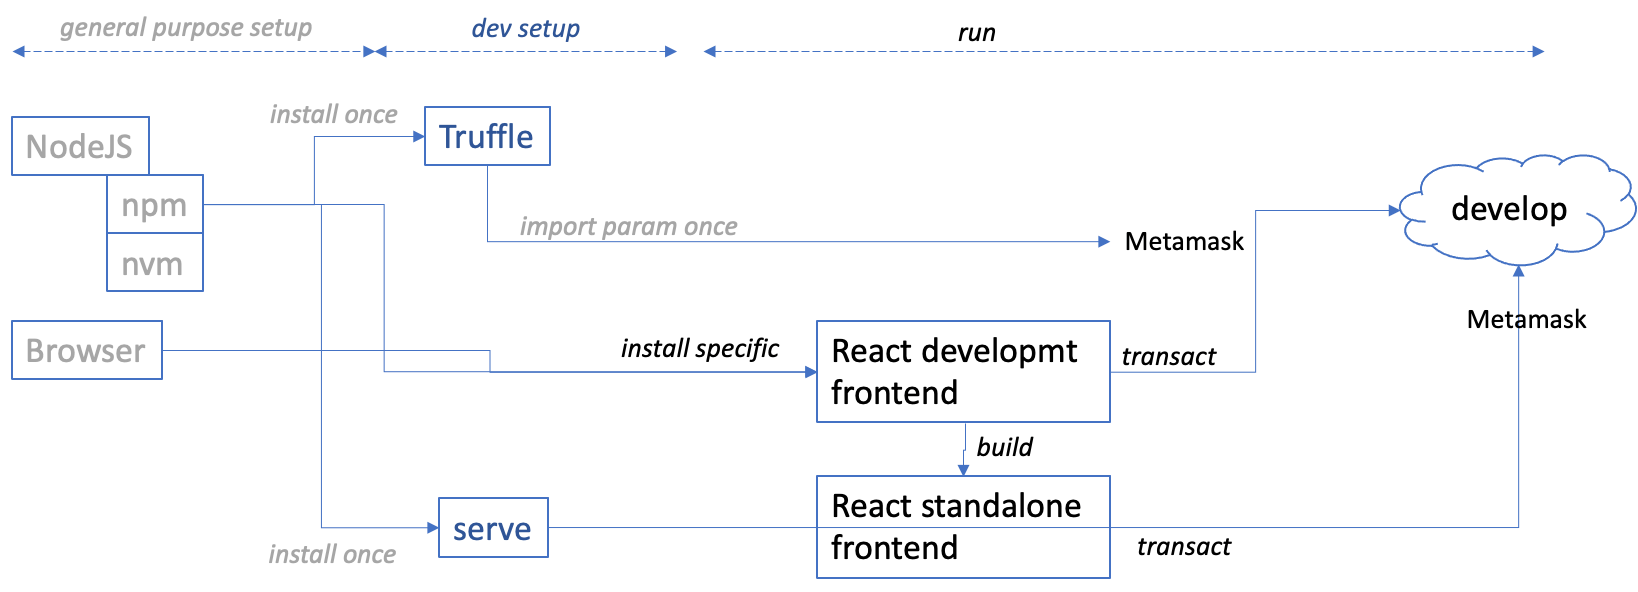 general purpose setup
dev setup
run
install once
Truffle
NodeJS
npm
nvm
import param once
Metamask
develop
Metamask
Browser
install specific
React developmt
frontend
transact
build
React standalone
frontend
serve
install once
transact